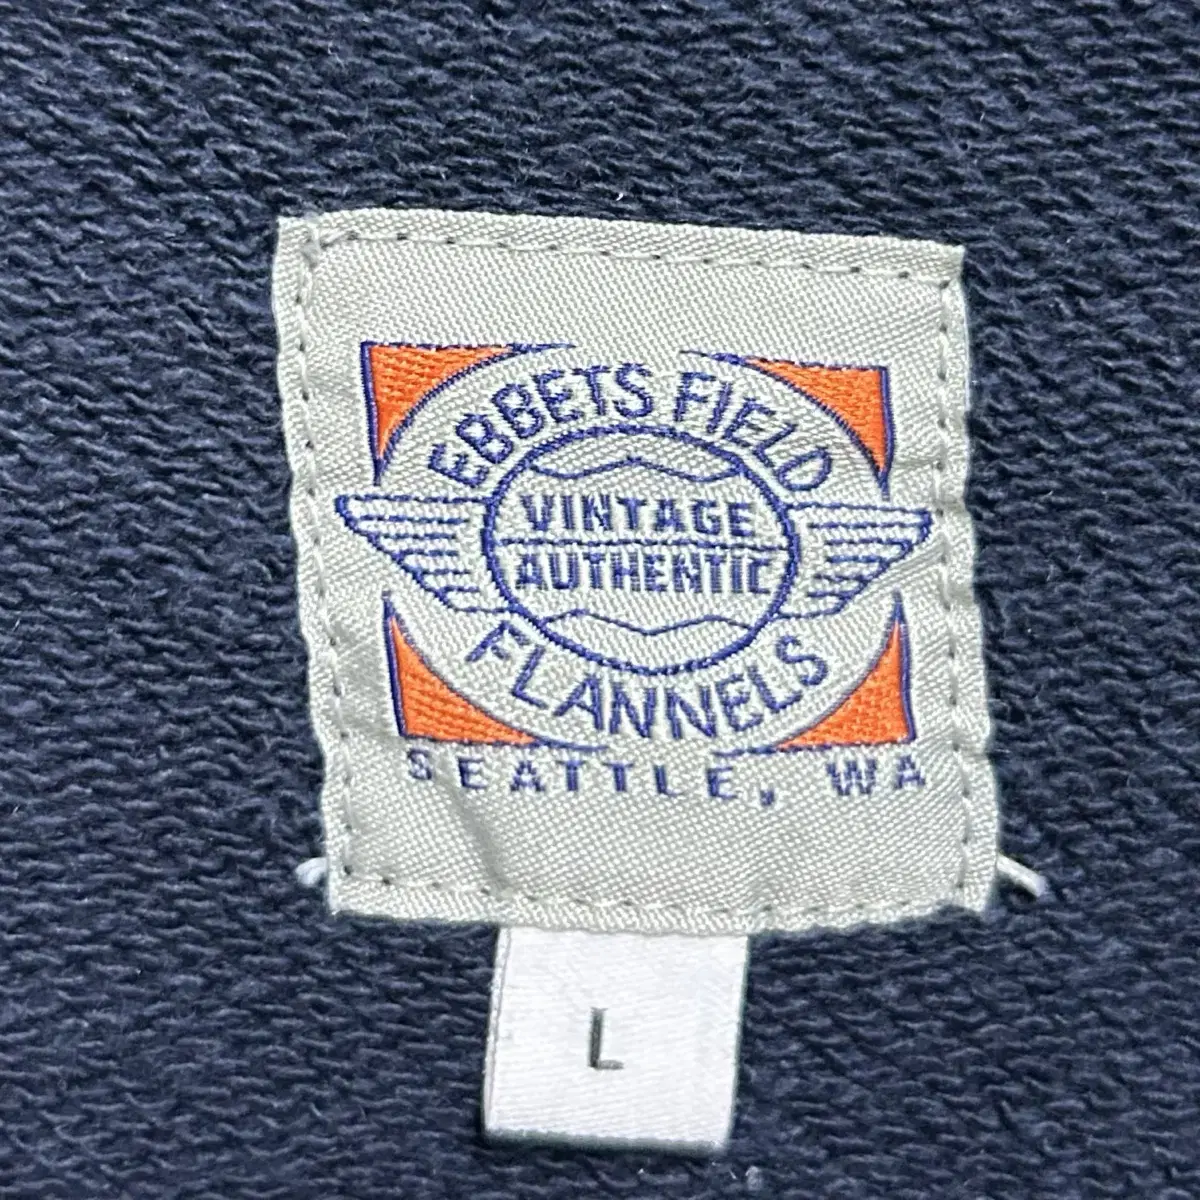 EBBETS FIELD
VINTAGE
AUTHENTIC
FLANNELS
SEATTLE, WA
L